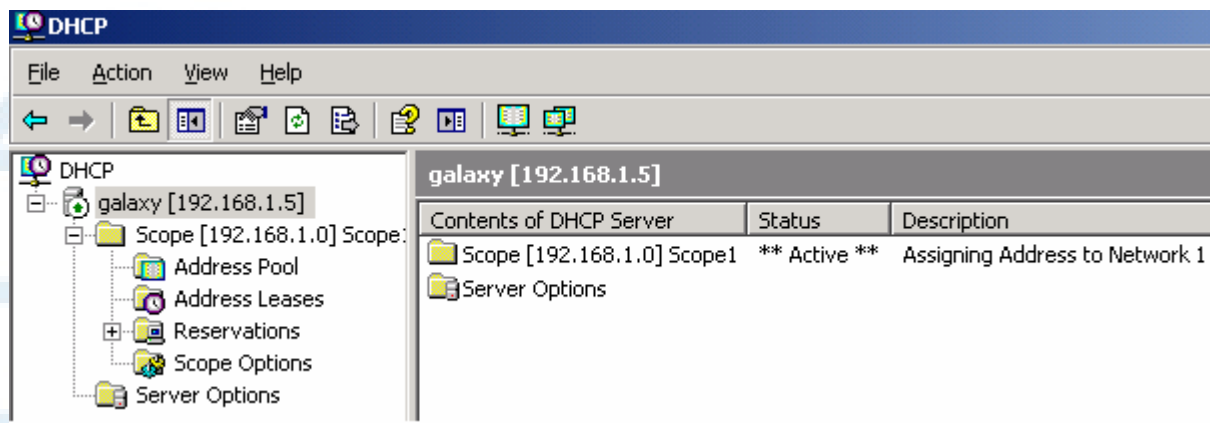 DHCP
File Action View Help
DHCP
galaxy [192.168.1.5]
Scope [192.168.1.0] Scope:
Address Pool
Address Leases
Reservations
Scope Options
Server Options
galaxy [192.168.1.5]
Contents of DHCP Server Status Description
Scope [192.168.1.0] Scope1 ** Active ** Assigning Address to Network 1
Server Options